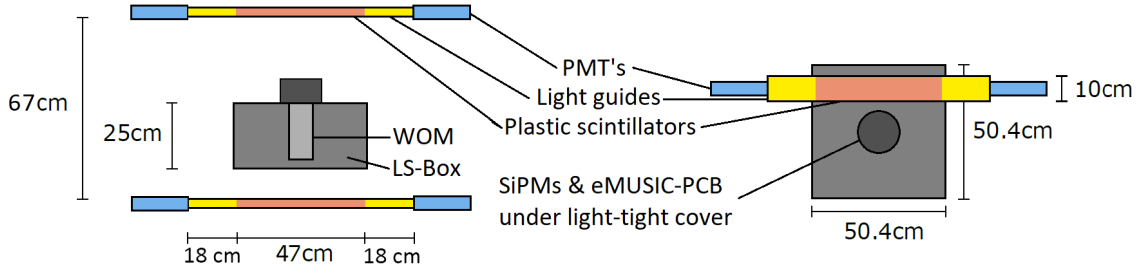 67cm
25cm
18 cm
47cm
18 cm
PMT's
Light guides
Plastic scintillators
WOM
LS-Box
SiPMs & eMUSIC-PCB
under light-tight cover
10cm
50.4cm
50.4cm